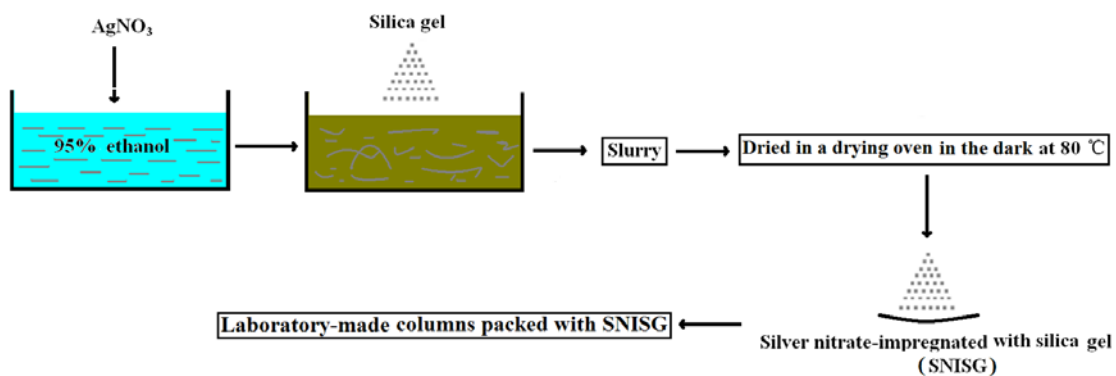 AgNO₃
Silica gel
95% ethanol
Slurry
Dried in a drying oven in the dark at 80 ℃
Laboratory-made columns packed with SNISG
Silver nitrate-impregnated with silica gel
(SNISG)